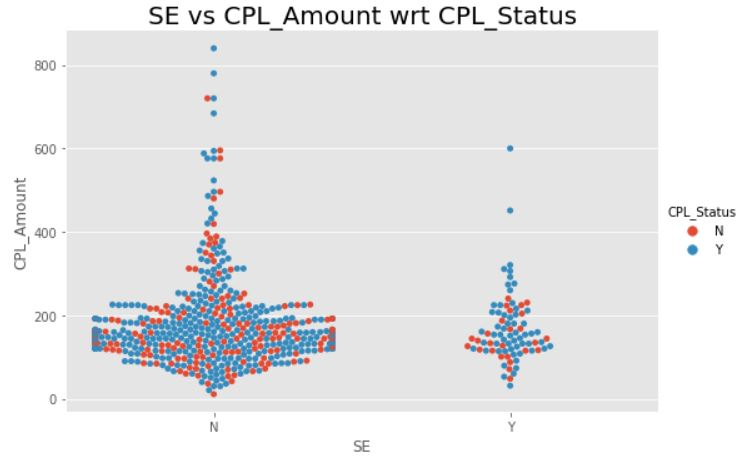 SE vs CPL_Amount wrt CPL_Status
800
600
400
200
0
CPL_Amount
N
Y
SE
CPL_Status
N
Y